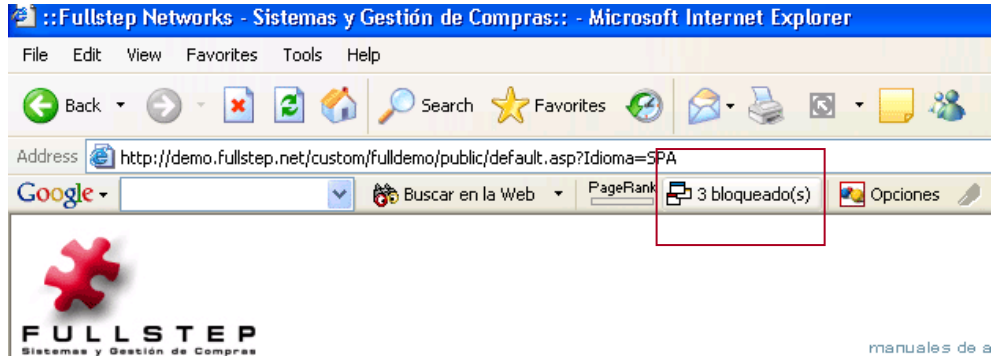 ::Fullstep Networks - Sistemas y Gestión de Compras:: - Microsoft Internet Explorer
File Edit View Favorites Tools Help
Back Search Favorites
Address http://demo.fullstep.net/custom/fulldemo/public/default.asp?Idioma=SPA
Google Buscar en la Web PageRank 3 bloqueado(s) Opciones
FULLSTEP
Sistemas y Gestión de Compras
manuales de a